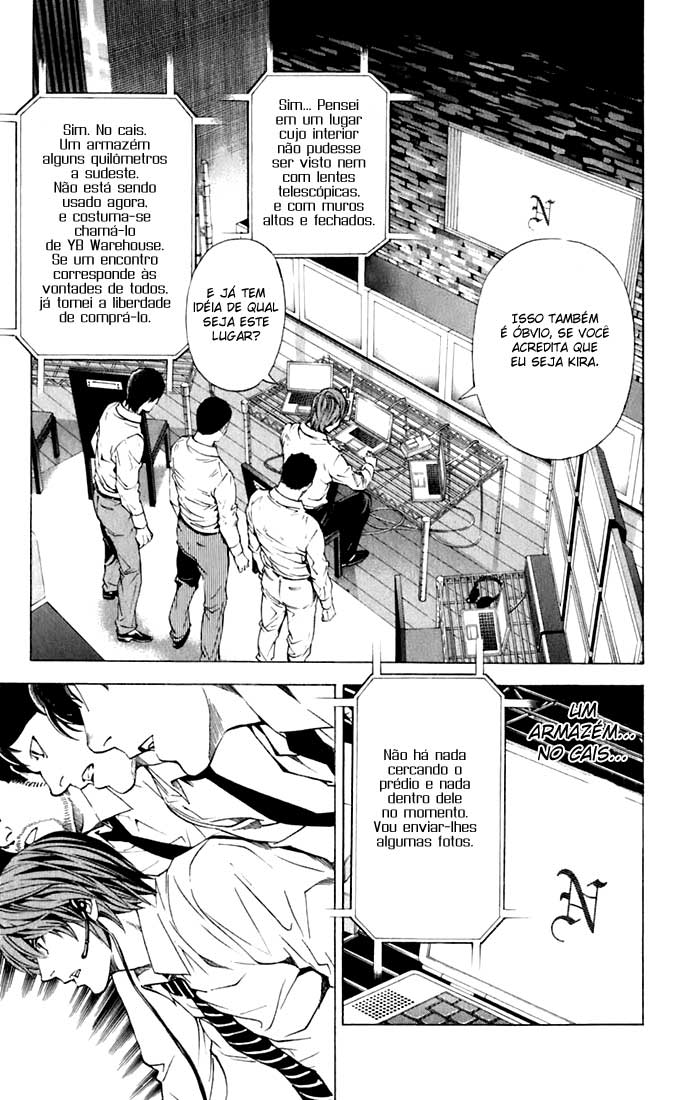 ISSO TAMBÉM
É ÓBVIO, SE VOCÊ
ACREDITA QUE
EU SEJA KIRA.
N
Sim... Pensei
em um lugar
cujo interior
não pudesse
ser visto nem
com lentes
telescópicas,
e com muros
altos e fechados.
E JÁ TEM
IDÉIA DE QUAL
SEJA ESTE
LUGAR?
Sim. No cais.
Um armazém
alguns quilômetros
a sudeste.
Não está sendo
usado agora,
e costuma-se
chamá-lo
de YB Warehouse.
Se um encontro
corresponde às
vontades de todos,
já tomei a liberdade
de comprá-lo.
UM
ARMAZÉM...
NO CAIS...
Não há nada
cercando o
prédio e nada
dentro dele
no momento.
Vou enviar-lhes
algumas fotos.
N